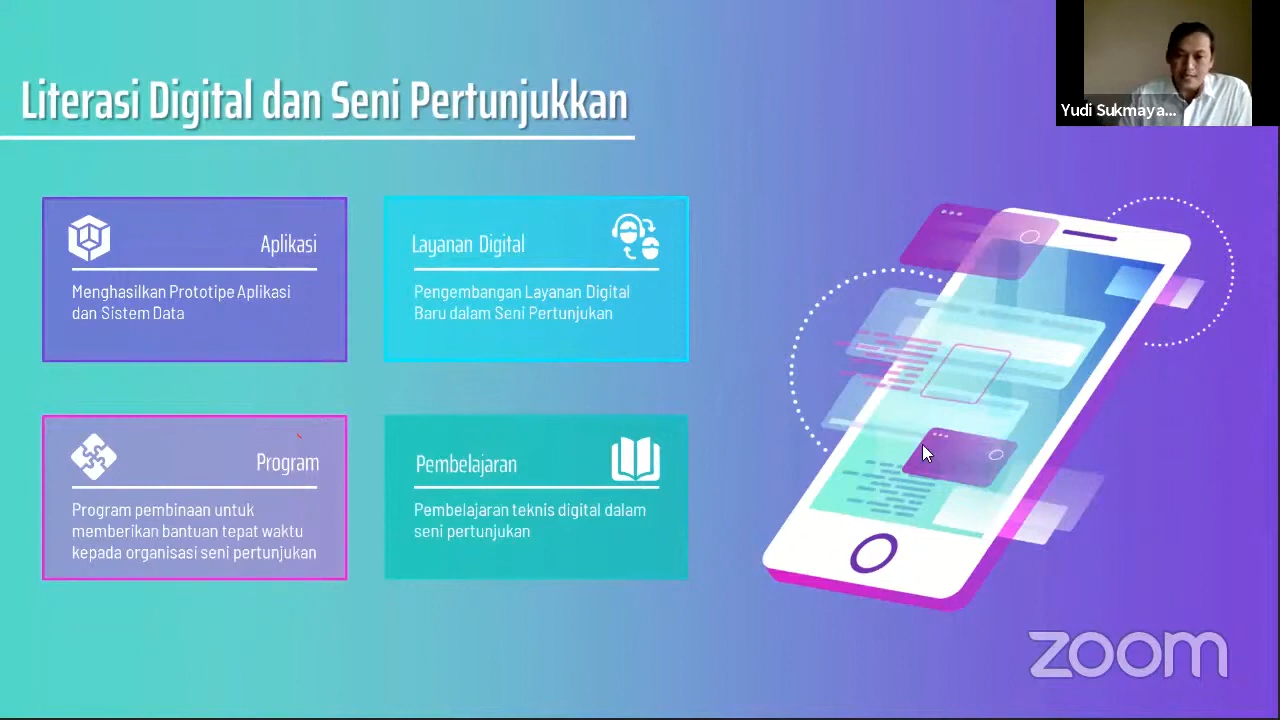 Literasi Digital dan Seni Pertunjukkan
Yudi Sukmaya...
Aplikasi
Menghasilkan Prototipe Aplikasi
dan Sistem Data
Layanan Digital
Pengembangan Layanan Digital
Baru dalam Seni Pertunjukan
Program
Program pembinaan untuk
memberikan bantuan tepat waktu
kepada organisasi seni pertunjukan
Pembelajaran
Pembelajaran teknis digital dalam
seni pertunjukan
zoom